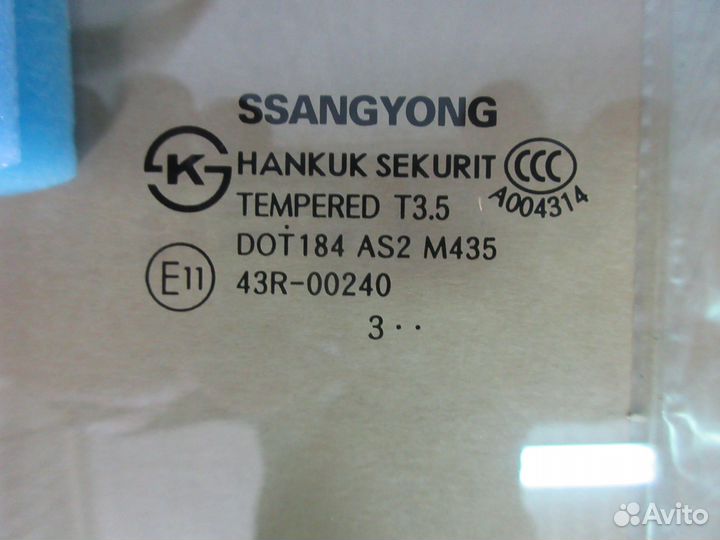 SSANGYONG
K HANKUK SEKURIT CCC
TEMPERED T3.5 A004314
DOT184 AS2 M435
E11 43R-00240
3··
Avito